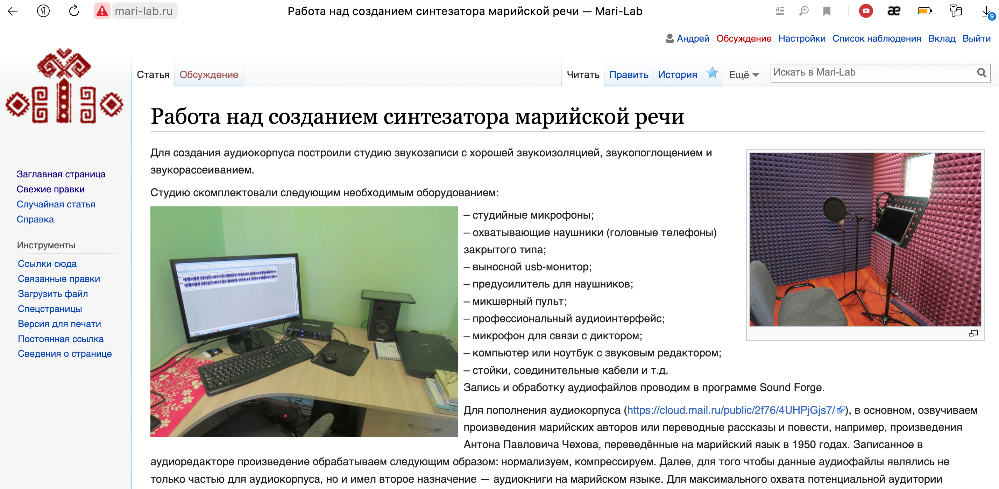 mari-lab.ru
Работа над созданием синтезатора марийской речи — Mari-Lab
9
Андрей Обсуждение Настройки Список наблюдения Вклад Выйти
Статья Обсуждение
Читать Править История Ещё
Искать в Mari-Lab
Заглавная страница
Свежие правки
Случайная статья
Справка
Инструменты
Ссылки сюда
Связанные правки
Загрузить файл
Спецстраницы
Версия для печати
Постоянная ссылка
Сведения о странице
Работа над созданием синтезатора марийской речи
Для создания аудиокорпуса построили студию звукозаписи с хорошей звукоизоляцией, звукопоглощением и
звукорассеиванием.
Студию скомплектовали следующим необходимым оборудованием:
– студийные микрофоны;
– охватывающие наушники (головные телефоны)
закрытого типа;
– выносной usb-монитор;
– предусилитель для наушников;
– микшерный пульт;
– профессиональный аудиоинтерфейс;
– микрофон для связи с диктором;
– компьютер или ноутбук с звуковым редактором;
– стойки, соединительные кабели и т.д.
Запись и обработку аудиофайлов проводим в программе Sound Forge.
Для пополнения аудиокорпуса (https://cloud.mail.ru/public/2f76/4UHPjGjs7/), в основном, озвучиваем
произведения марийских авторов или переводные рассказы и повести, например, произведения
Антона Павловича Чехова, переведённые на марийский язык в 1950 годах. Записанное в
аудиоредакторе произведение обрабатываем следующим образом: нормализуем, компрессируем. Далее, для того чтобы данные аудиофайлы являлись не
только частью для аудиокорпуса, но и имел второе назначение — аудиокниги на марийском языке. Для максимального охвата потенциальной аудитории
PreSonus
LG
SVEN